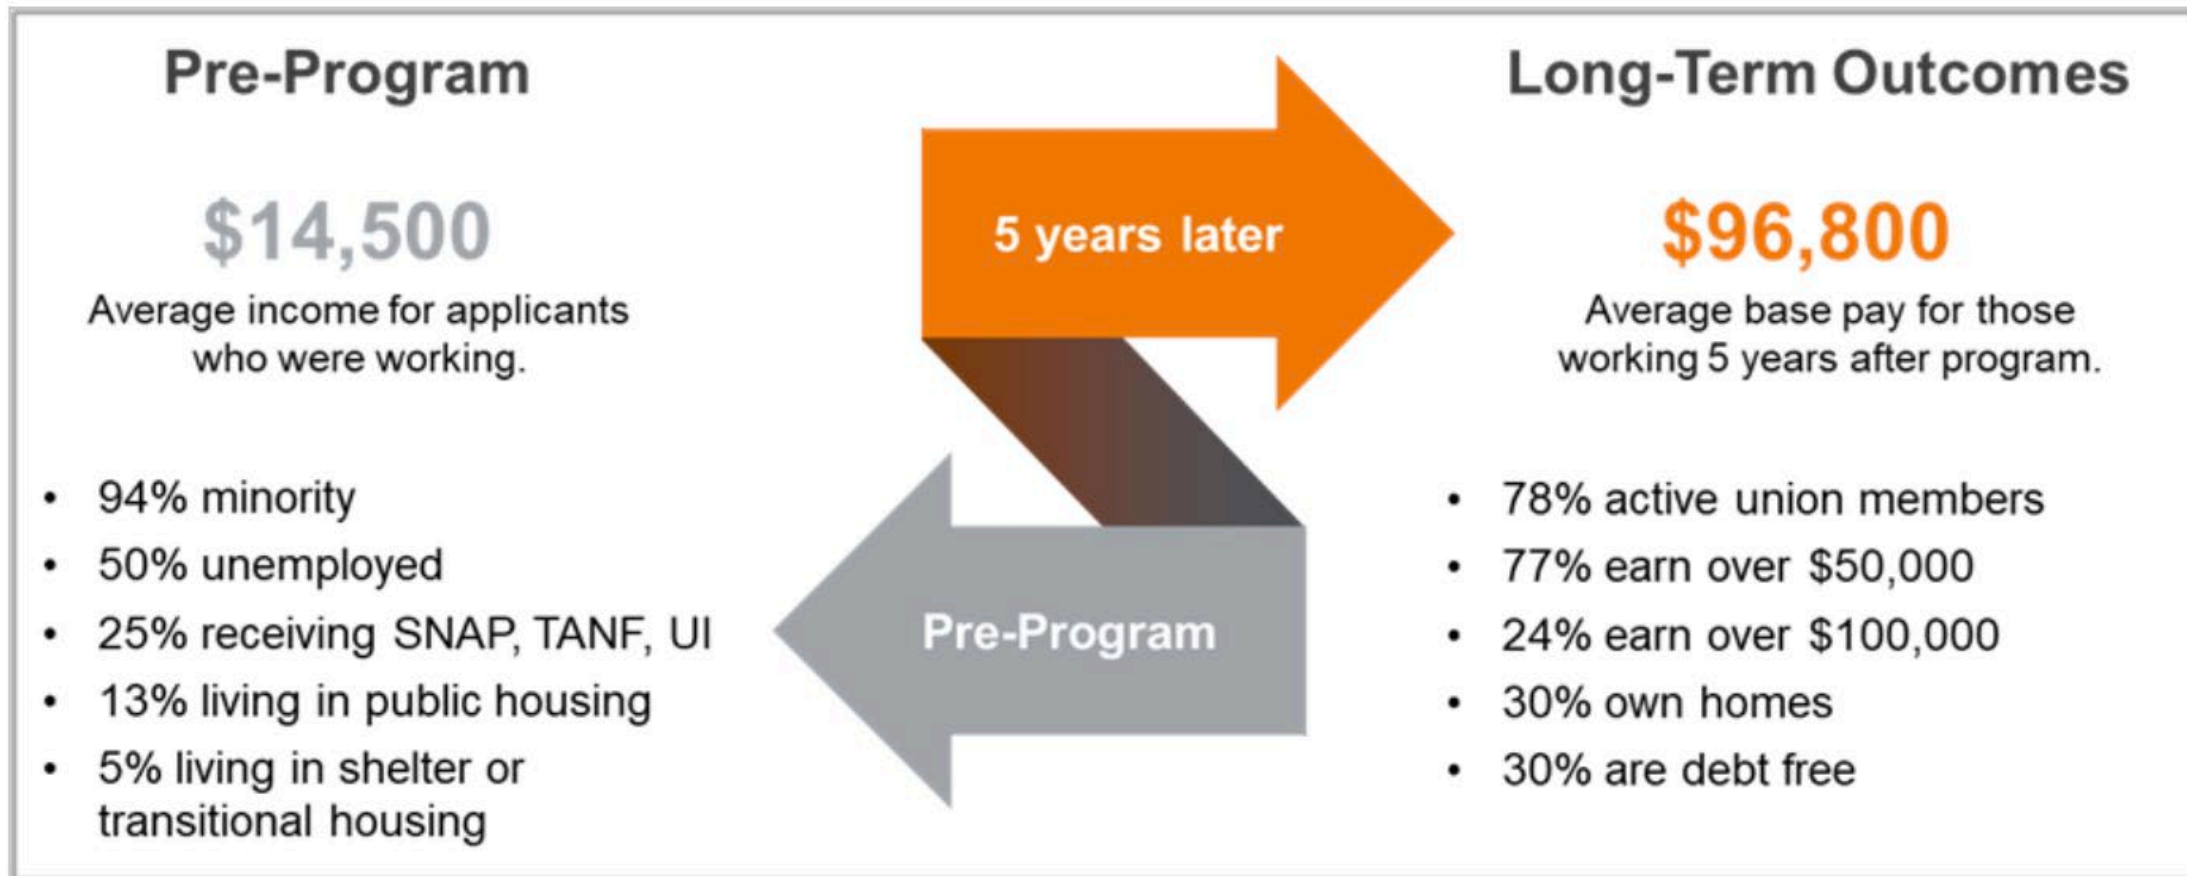 Pre-Program
$14,500
Average income for applicants
who were working.
• 94% minority
• 50% unemployed
• 25% receiving SNAP, TANF, UI
• 13% living in public housing
• 5% living in shelter or
transitional housing
5 years later
Pre-Program
Long-Term Outcomes
$96,800
Average base pay for those
working 5 years after program.
• 78% active union members
• 77% earn over $50,000
• 24% earn over $100,000
• 30% own homes
• 30% are debt free